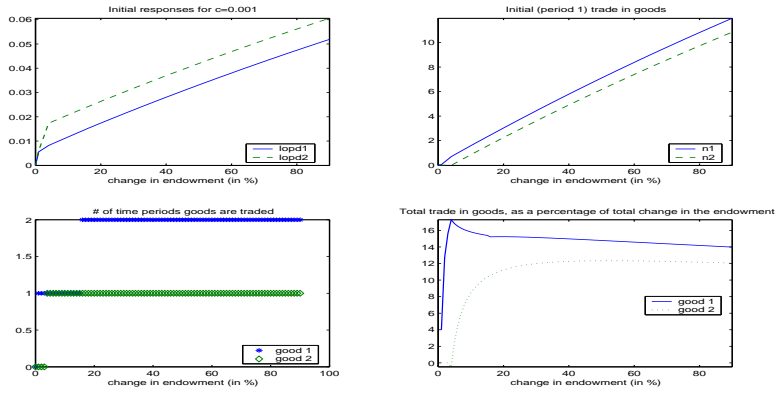 Initial responses for c=0.001
0.06
0.05
0.04
0.03
0.02
0.01
0
0 20 40 60 80
lopd1
lopd2
change in endowment (in %)
Initial (period 1) trade in goods
10
8
6
4
2
0
0 20 40 60 80
n1
n2
change in endowment (in %)
# of time periods goods are traded
2
1.5
1
0.5
0
0 20 40 60 80 100
good 1
good 2
change in endowment (in %)
Total trade in goods, as a percentage of total change in the endowment
16
14
12
10
8
6
4
2
0
0 20 40 60 80
good 1
good 2
change in endowment (in %)